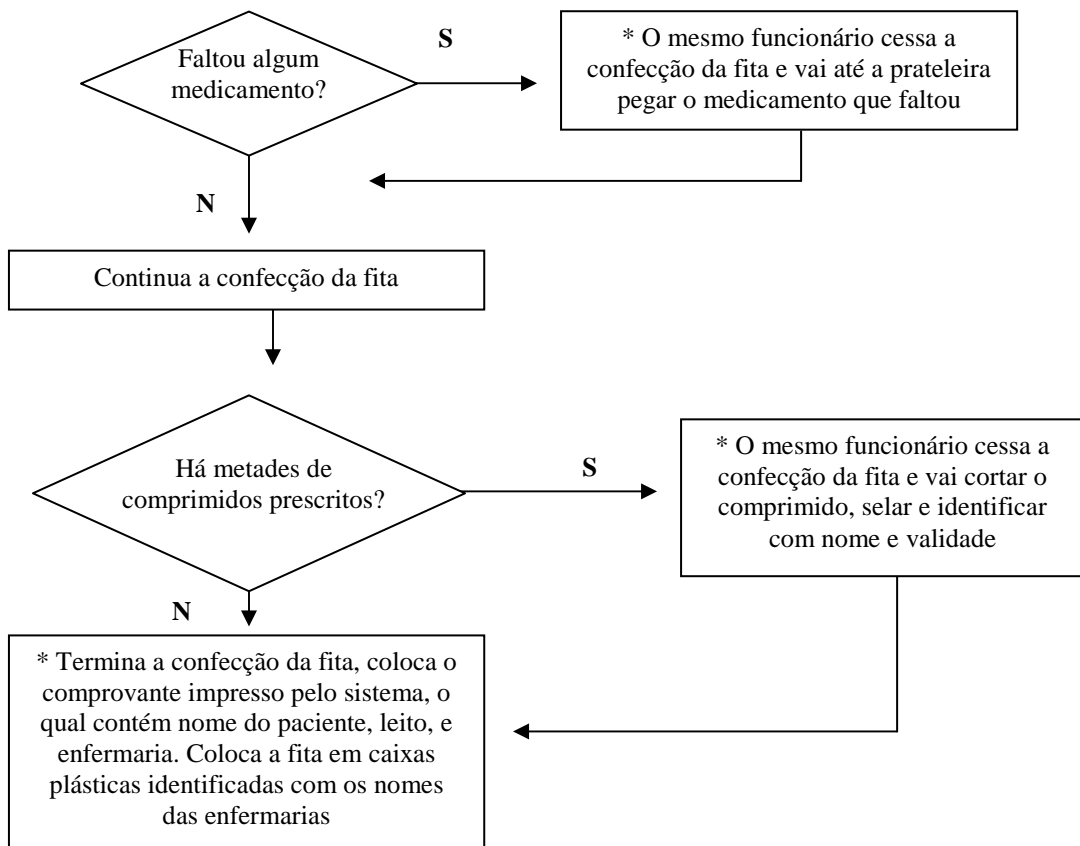 Faltou algum
medicamento?
S
* O mesmo funcionário cessa a
confecção da fita e vai até a prateleira
pegar o medicamento que faltou
N
Continua a confecção da fita
Há metades de
comprimidos prescritos?
S
* O mesmo funcionário cessa a
confecção da fita e vai cortar o
comprimido, selar e identificar
com nome e validade
N
* Termina a confecção da fita, coloca o
comprovante impresso pelo sistema, o
qual contém nome do paciente, leito, e
enfermaria. Coloca a fita em caixas
plásticas identificadas com os nomes
das enfermarias